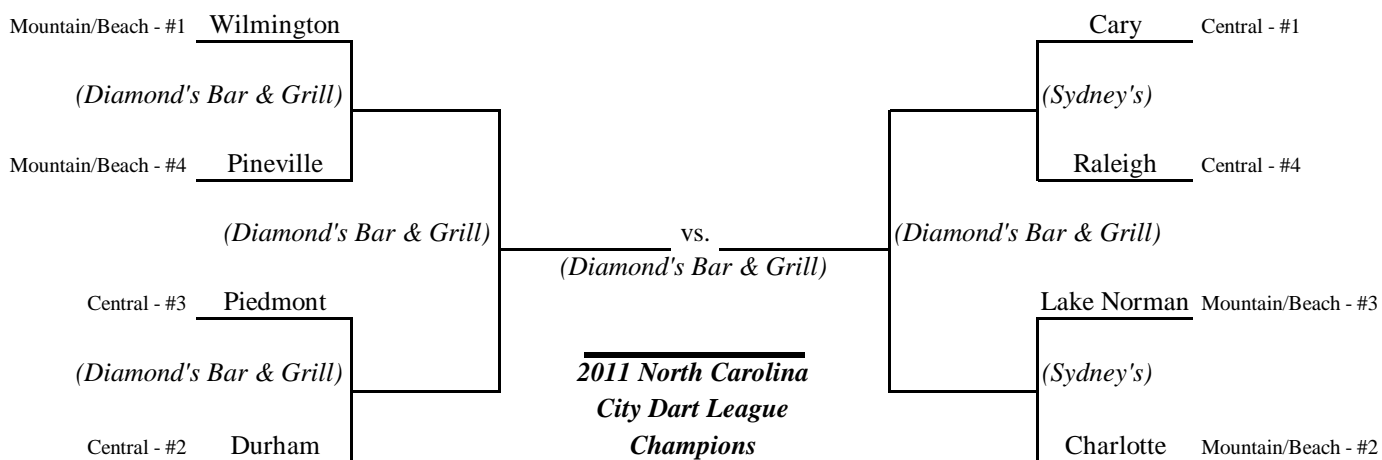 Mountain/Beach - #1 Wilmington Cary Central - #1
(Diamond's Bar & Grill) (Sydney's)
Mountain/Beach - #4 Pineville Raleigh Central - #4
(Diamond's Bar & Grill) vs. (Diamond's Bar & Grill)
(Diamond's Bar & Grill)
Central - #3 Piedmont Lake Norman Mountain/Beach - #3
(Diamond's Bar & Grill) 2011 North Carolina (Sydney's)
City Dart League
Central - #2 Durham Champions Charlotte Mountain/Beach - #2